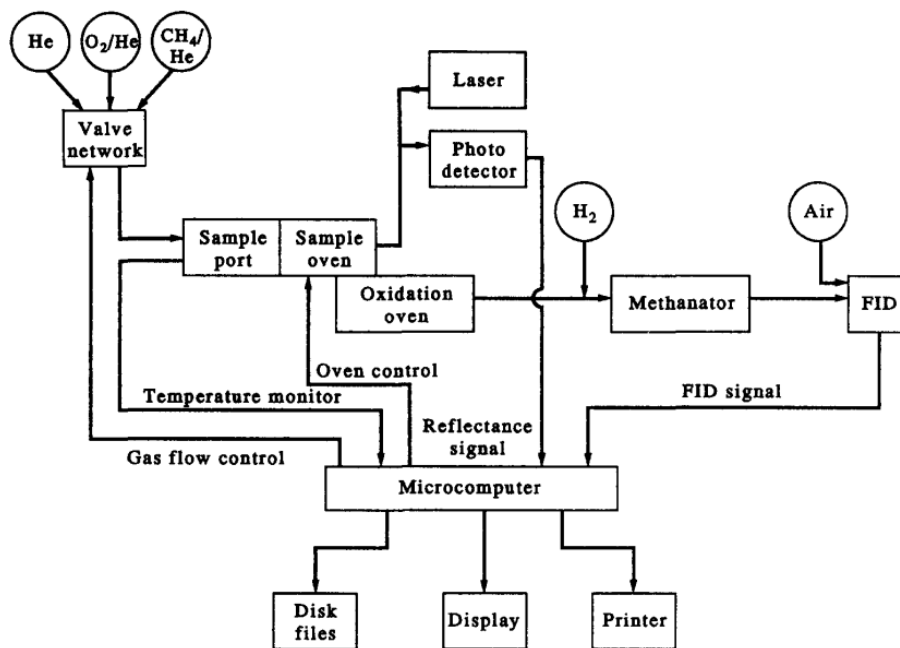 He
O₂/He
CH₄/
He
Laser
Valve
network
Photo
detector
H₂
Air
Sample
port
Sample
oven
Oxidation
oven
Methanator
FID
Oven control
Temperature monitor
FID signal
Reflectance
signal
Gas flow control
Microcomputer
Disk
files
Display
Printer